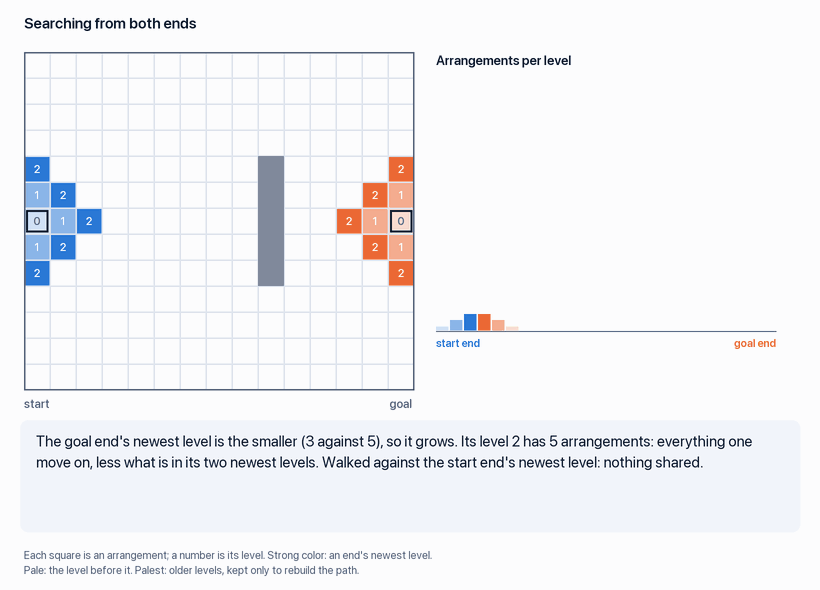 Searching from both ends
Arrangements per level
2 2
1 2 2 1
0 1 2 2 1 0
1 2 2 1
2 2
start end goal end
start goal
The goal end's newest level is the smaller (3 against 5), so it grows. Its level 2 has 5 arrangements: everything one
move on, less what is in its two newest levels. Walked against the start end's newest level: nothing shared.
Each square is an arrangement; a number is its level. Strong color: an end's newest level.
Pale: the level before it. Palest: older levels, kept only to rebuild the path.